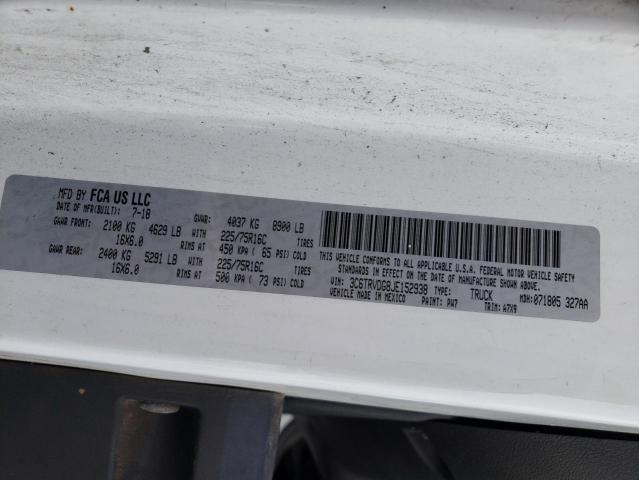 MFD BY FCA US LLC
DATE OF MFR(BUILT): 7-18 GVWR: 4037 KG 8900 LB
GAWR FRONT: 2100 KG 4629 LB WITH 225/75R16C TIRES
16X6.0 RIMS AT 450 KPA ( 65 PSI) COLD
GAWR REAR: 2400 KG 5291 LB WITH 225/75R16C TIRES
16X6.0 RIMS AT 500 KPA ( 73 PSI) COLD
THIS VEHICLE CONFORMS TO ALL APPLICABLE U.S.A. FEDERAL MOTOR VEHICLE SAFETY
STANDARDS IN EFFECT ON THE DATE OF MANUFACTURE SHOWN ABOVE.
VIN: 3C6TRVDG8JE152938 TYPE: TRUCK MDH: 071805 327AA
VEHICLE MADE IN MEXICO PAINT: PW7 TRIM: A7X9